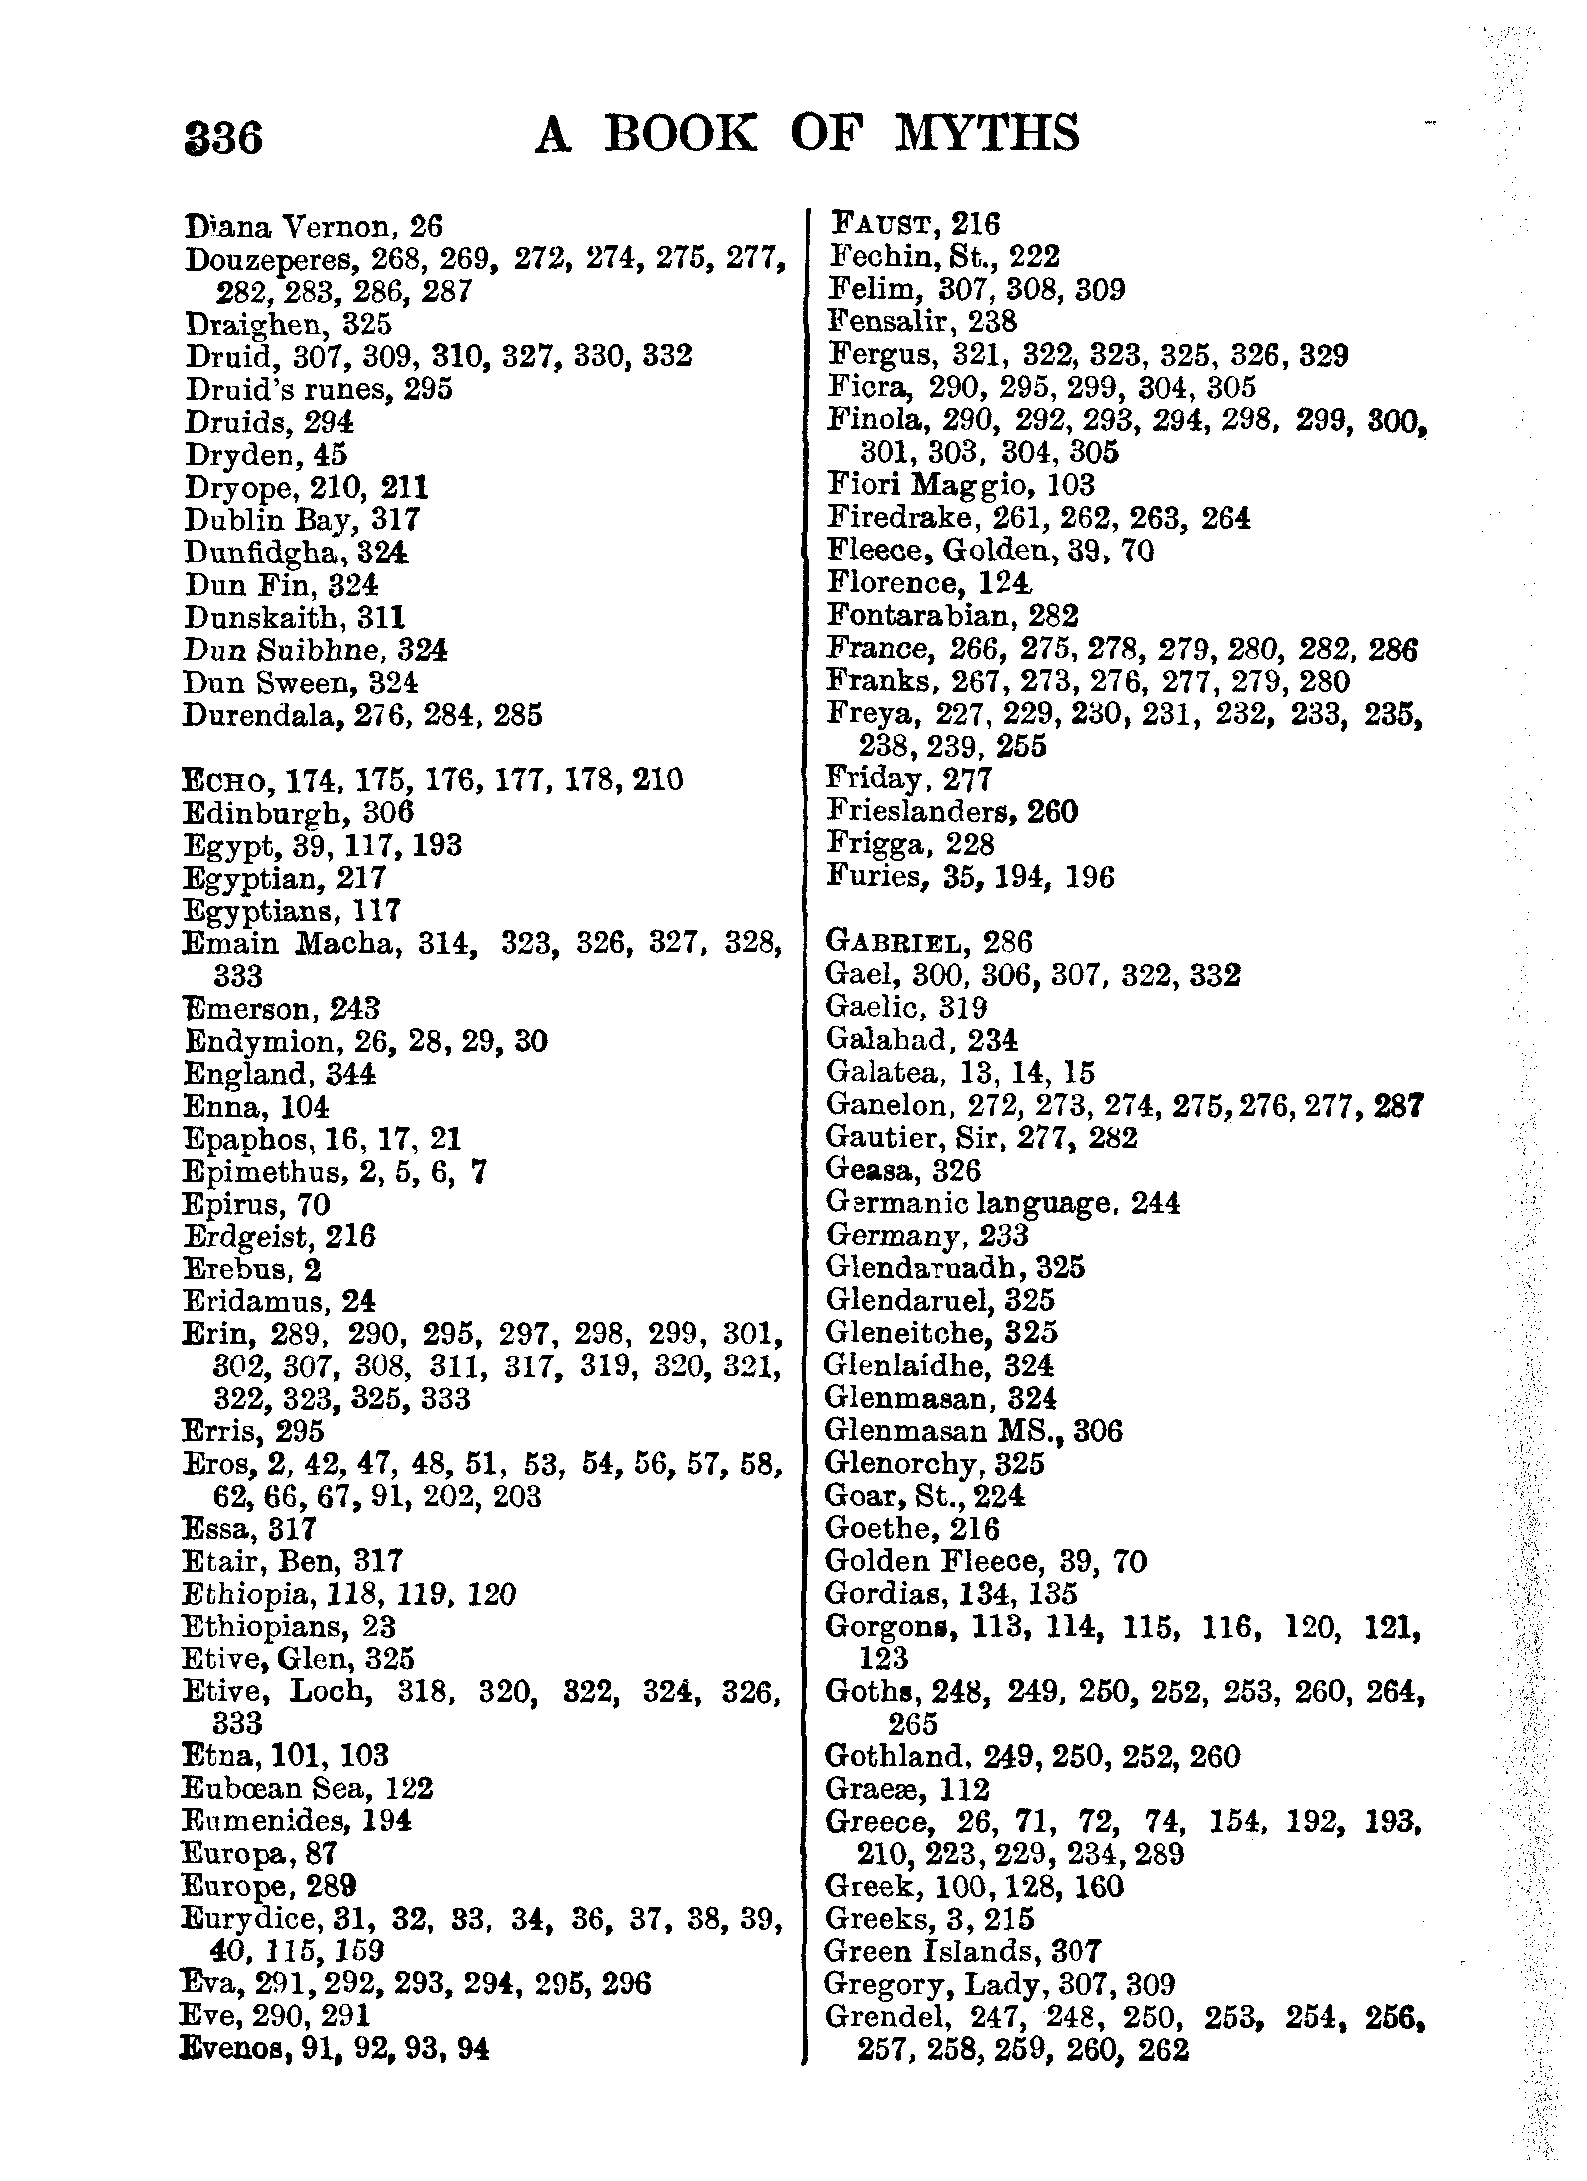 336 A BOOK OF MYTHS
Diana Vernon, 26
Douzeperes, 268, 269, 272, 274, 275, 277,
282, 283, 286, 287
Draighen, 325
Druid, 307, 309, 310, 327, 330, 332
Druid's runes, 295
Druids, 294
Dryden, 45
Dryope, 210, 211
Dublin Bay, 317
Dunfidgha, 324
Dun Fin, 324
Dunskaith, 311
Dun Suibhne, 324
Dun Sween, 324
Durendala, 276, 284, 285
ECHO, 174, 175, 176, 177, 178, 210
Edinburgh, 306
Egypt, 39, 117, 193
Egyptian, 217
Egyptians, 117
Emain Macha, 314, 323, 326, 327, 328,
333
Emerson, 243
Endymion, 26, 28, 29, 30
England, 344
Enna, 104
Epaphos, 16, 17, 21
Epimethus, 2, 5, 6, 7
Epirus, 70
Erdgeist, 216
Erebus, 2
Eridamus, 24
Erin, 289, 290, 295, 297, 298, 299, 301,
302, 307, 308, 311, 317, 319, 320, 321,
322, 323, 325, 333
Erris, 295
Eros, 2, 42, 47, 48, 51, 53, 54, 56, 57, 58,
62, 66, 67, 91, 202, 203
Essa, 317
Etair, Ben, 317
Ethiopia, 118, 119, 120
Ethiopians, 23
Etive, Glen, 325
Etive, Loch, 318, 320, 322, 324, 326,
333
Etna, 101, 103
Eubœan Sea, 122
Eumenides, 194
Europa, 87
Europe, 289
Eurydice, 31, 32, 33, 34, 36, 37, 38, 39,
40, 115, 159
Eva, 291, 292, 293, 294, 295, 296
Eve, 290, 291
Evenos, 91, 92, 93, 94
FAUST, 216
Fechin, St., 222
Felim, 307, 308, 309
Fensalir, 238
Fergus, 321, 322, 323, 325, 326, 329
Ficra, 290, 295, 299, 304, 305
Finola, 290, 292, 293, 294, 298, 299, 300,
301, 303, 304, 305
Fiori Maggio, 103
Firedrake, 261, 262, 263, 264
Fleece, Golden, 39, 70
Florence, 124
Fontarabian, 282
France, 266, 275, 278, 279, 280, 282, 286
Franks, 267, 273, 276, 277, 279, 280
Freya, 227, 229, 230, 231, 232, 233, 235,
238, 239, 255
Friday, 277
Frieslanders, 260
Frigga, 228
Furies, 35, 194, 196
GABRIEL, 286
Gael, 300, 306, 307, 322, 332
Gaelic, 319
Galahad, 234
Galatea, 13, 14, 15
Ganelon, 272, 273, 274, 275, 276, 277, 287
Gautier, Sir, 277, 282
Geasa, 326
Germanic language, 244
Germany, 233
Glendaruadh, 325
Glendaruel, 325
Gleneitche, 325
Glenlaidhe, 324
Glenmasan, 324
Glenmasan MS., 306
Glenorchy, 325
Goar, St., 224
Goethe, 216
Golden Fleece, 39, 70
Gordias, 134, 135
Gorgons, 113, 114, 115, 116, 120, 121,
123
Goths, 248, 249, 250, 252, 253, 260, 264,
265
Gothland, 249, 250, 252, 260
Graeæ, 112
Greece, 26, 71, 72, 74, 154, 192, 193,
210, 223, 229, 234, 289
Greek, 100, 128, 160
Greeks, 3, 215
Green Islands, 307
Gregory, Lady, 307, 309
Grendel, 247, 248, 250, 253, 254, 256,
257, 258, 259, 260, 262